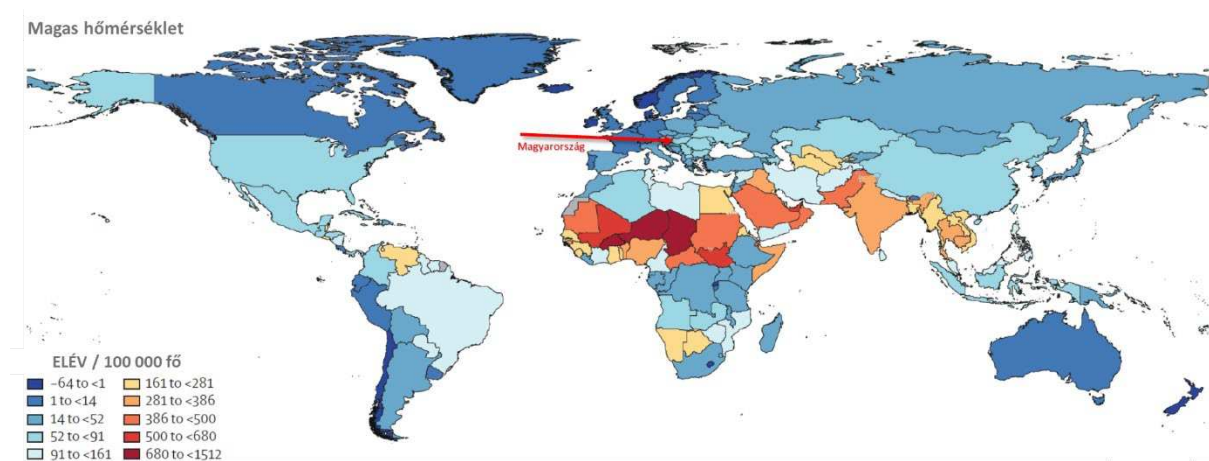 Magas hőmérséklet
Magyarország
ELÉV / 100 000 fő
−64 to <1
1 to <14
14 to <52
52 to <91
91 to <161
161 to <281
281 to <386
386 to <500
500 to <680
680 to <1512